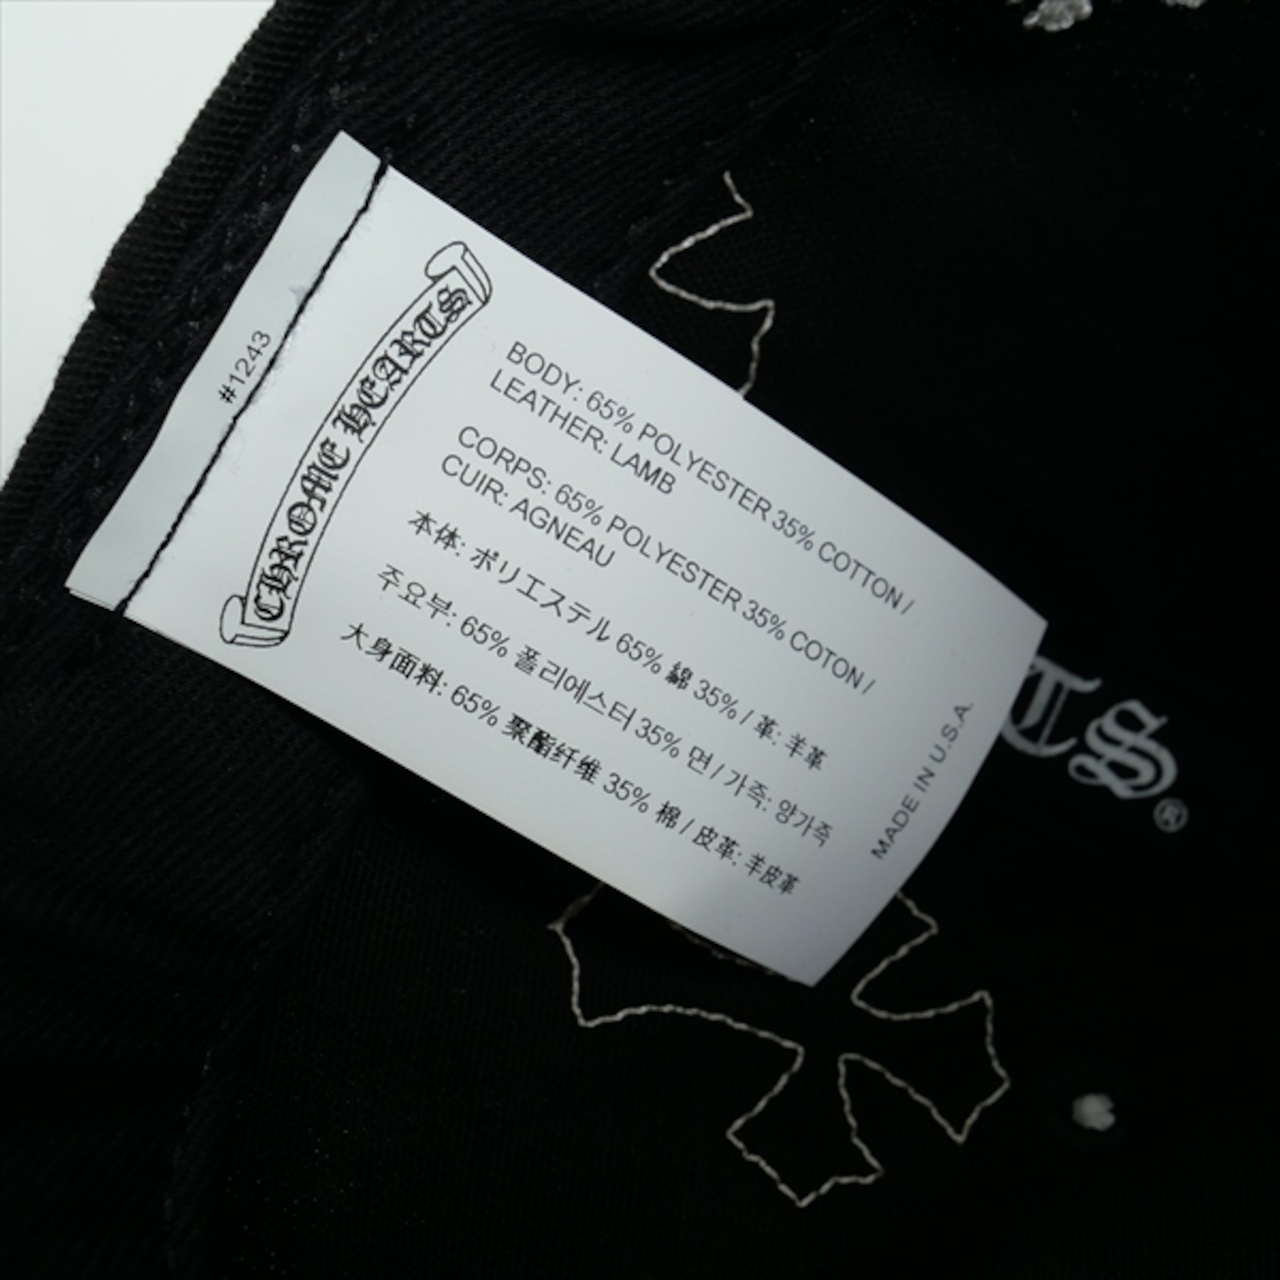 #1243
CHROME HEARTS
BODY: 65% POLYESTER 35% COTTON /
LEATHER: LAMB
CORPS: 65% POLYESTER 35% COTON /
CUIR: AGNEAU
本体: ポリエステル 65% 綿 35% / 革: 羊革
주요부: 65% 폴리에스터 35% 면 / 가죽: 양가죽
大身面料: 65% 聚酯纤维 35% 棉 / 皮革: 羊皮革
MADE IN U.S.A.
TS®